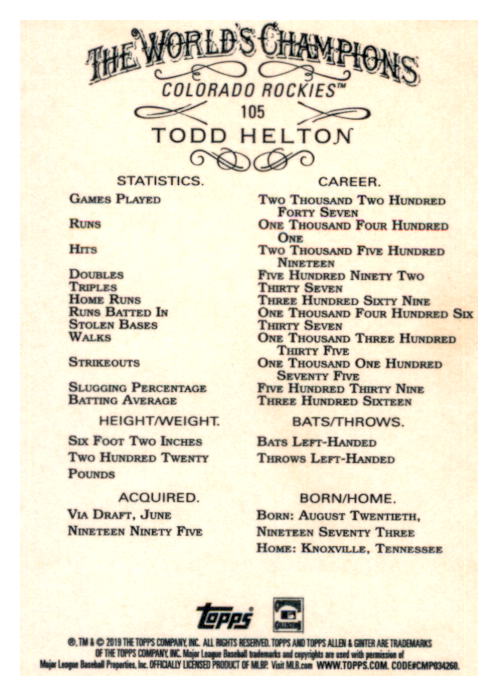 THE WORLD'S CHAMPIONS
COLORADO ROCKIES™
105
TODD HELTON
STATISTICS. CAREER.
GAMES PLAYED TWO THOUSAND TWO HUNDRED
FORTY SEVEN
RUNS ONE THOUSAND FOUR HUNDRED
ONE
HITS TWO THOUSAND FIVE HUNDRED
NINETEEN
DOUBLES FIVE HUNDRED NINETY TWO
TRIPLES THIRTY SEVEN
HOME RUNS THREE HUNDRED SIXTY NINE
RUNS BATTED IN ONE THOUSAND FOUR HUNDRED SIX
STOLEN BASES THIRTY SEVEN
WALKS ONE THOUSAND THREE HUNDRED
THIRTY FIVE
STRIKEOUTS ONE THOUSAND ONE HUNDRED
SEVENTY FIVE
SLUGGING PERCENTAGE FIVE HUNDRED THIRTY NINE
BATTING AVERAGE THREE HUNDRED SIXTEEN
HEIGHT/WEIGHT. BATS/THROWS.
SIX FOOT TWO INCHES BATS LEFT-HANDED
TWO HUNDRED TWENTY THROWS LEFT-HANDED
POUNDS
ACQUIRED. BORN/HOME.
VIA DRAFT, JUNE BORN: AUGUST TWENTIETH,
NINETEEN NINETY FIVE NINETEEN SEVENTY THREE
HOME: KNOXVILLE, TENNESSEE
Topps
®, TM & © 2019 THE TOPPS COMPANY, INC. ALL RIGHTS RESERVED. TOPPS AND TOPPS ALLEN & GINTER ARE TRADEMARKS
OF THE TOPPS COMPANY, INC. Major League Baseball trademarks and copyrights are used with permission of
Major League Baseball Properties, Inc. OFFICIALLY LICENSED PRODUCT OF MLBP. Visit MLB.com WWW.TOPPS.COM. CODE#CMP034260.